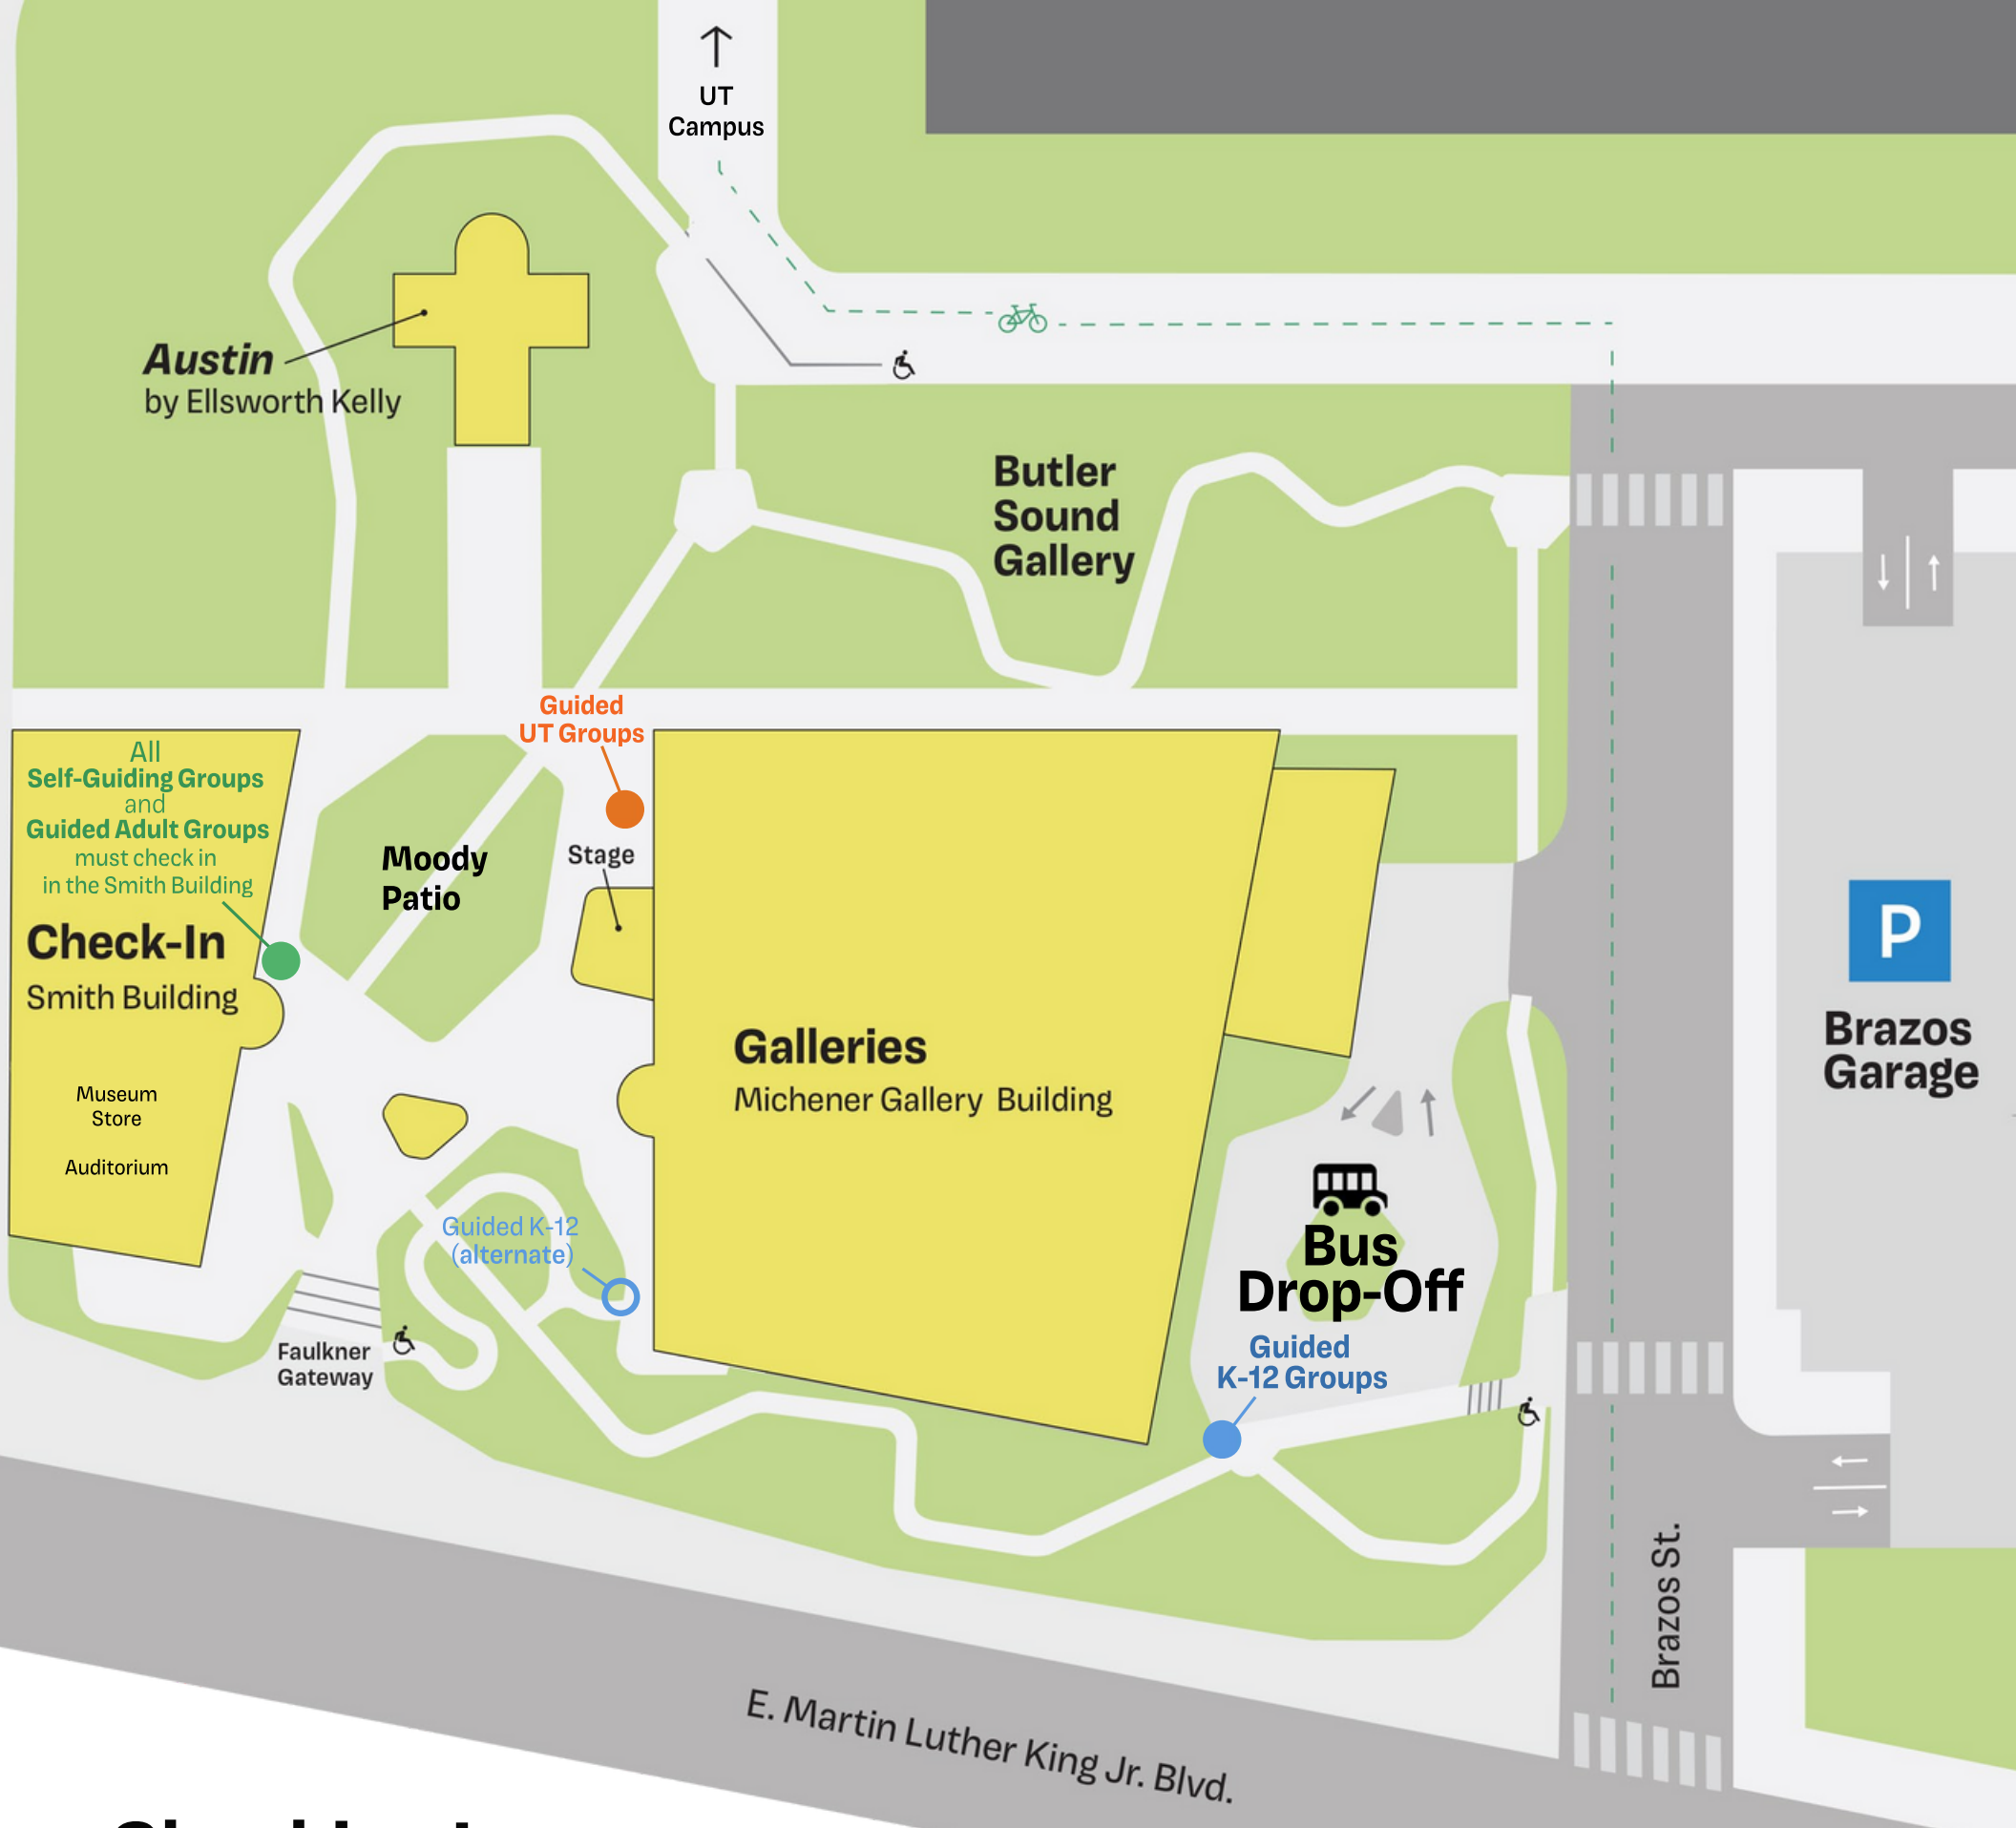 UT
Campus
Austin
by Ellsworth Kelly
Butler
Sound
Gallery
Guided
UT Groups
All
Self-Guiding Groups
and
Guided Adult Groups
must check in
in the Smith Building
Check-In
Smith Building
Museum
Store
Auditorium
Moody
Patio
Stage
Galleries
Michener Gallery Building
P
Brazos
Garage
Guided K-12
(alternate)
Bus
Drop-Off
Guided
K-12 Groups
Faulkner
Gateway
Brazos St.
E. Martin Luther King Jr. Blvd.